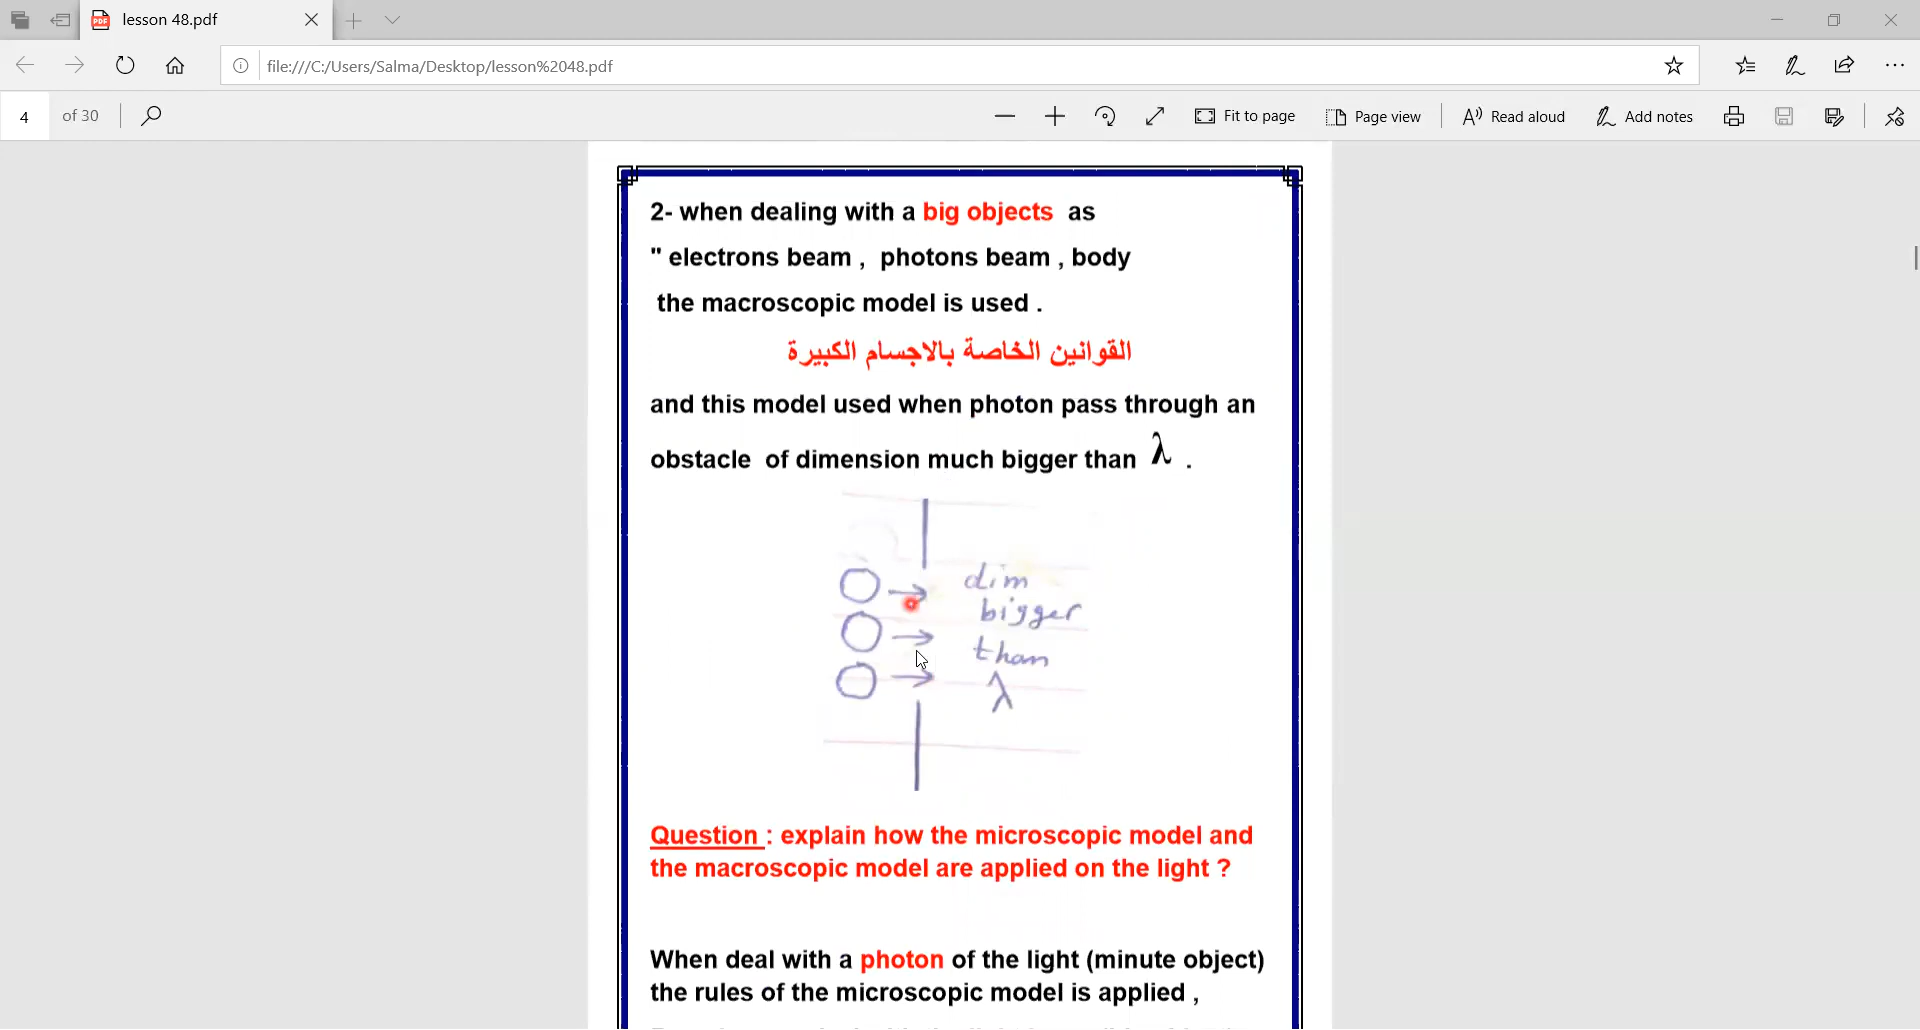 lesson 48.pdf
file:///C:/Users/Salma/Desktop/lesson%2048.pdf
4 of 30
Fit to page
Page view
Read aloud
Add notes
2- when dealing with a big objects as
" electrons beam , photons beam , body
the macroscopic model is used .
القوانين الخاصة بالاجسام الكبيرة
and this model used when photon pass through an
obstacle of dimension much bigger than λ .
dim
bigger
than
λ
Question : explain how the microscopic model and
the macroscopic model are applied on the light ?
When deal with a photon of the light (minute object)
the rules of the microscopic model is applied ,